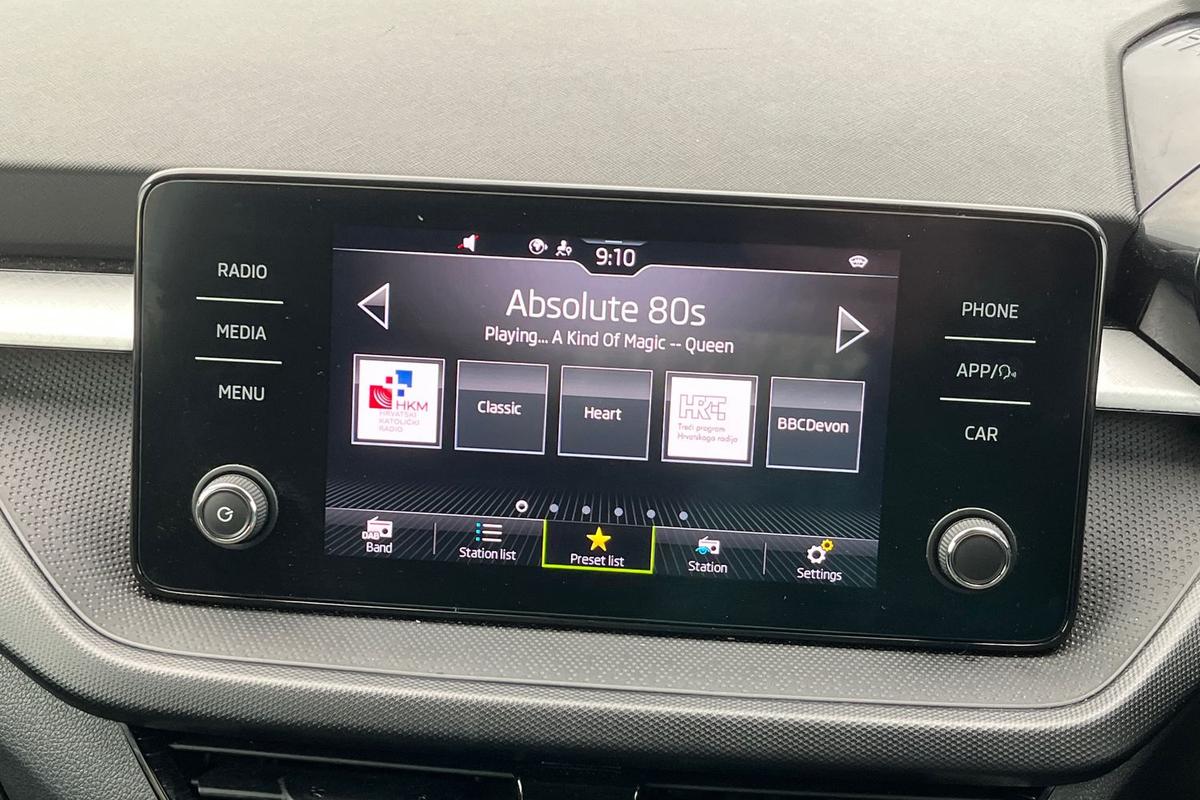 RADIO
MEDIA
MENU
9:10
Absolute 80s
Playing... A Kind Of Magic -- Queen
HKM
HRVATSKI
KATOLIČKI
RADIO
Classic
Heart
HRT
Treći program
Hrvatskoga radija
BBCDevon
DAB
Band
Station list
Preset list
Station
Settings
PHONE
APP/
CAR